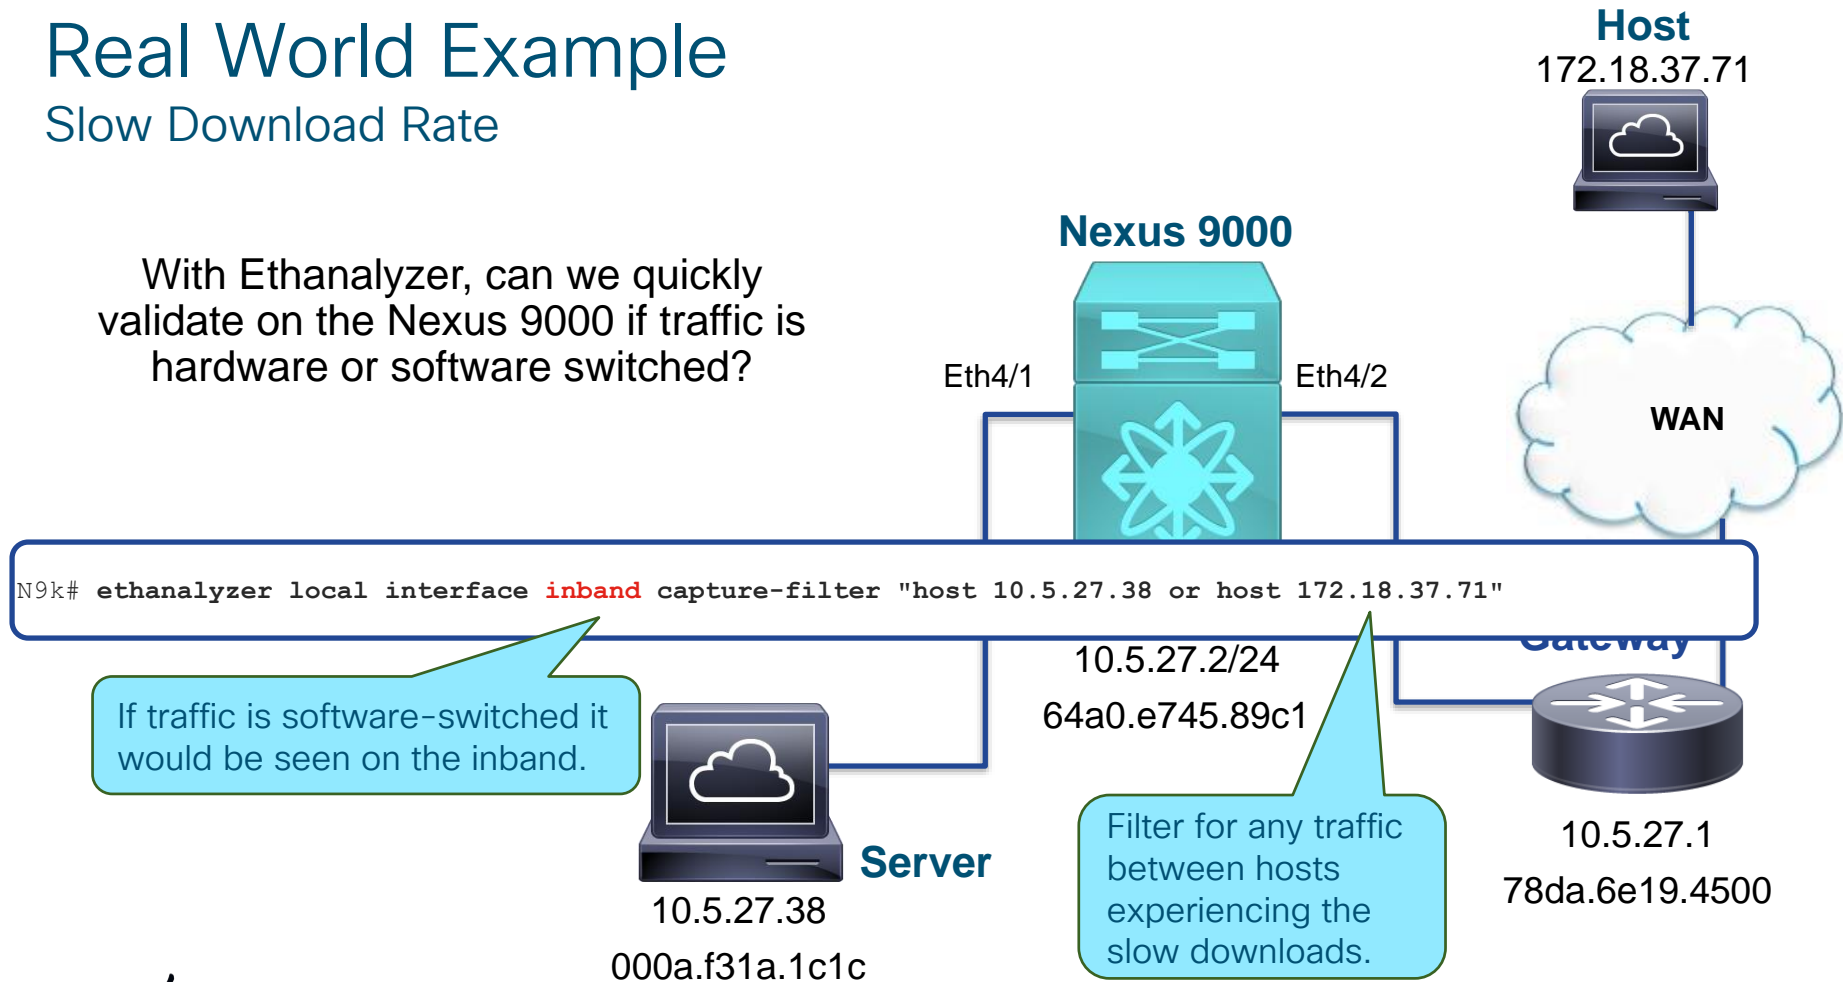 Real World Example
Slow Download Rate
Host
172.18.37.71
With Ethanalyzer, can we quickly
validate on the Nexus 9000 if traffic is
hardware or software switched?
Nexus 9000
Eth4/1
Eth4/2
WAN
N9k# ethanalyzer local interface inband capture-filter "host 10.5.27.38 or host 172.18.37.71"
Gateway
10.5.27.2/24
64a0.e745.89c1
If traffic is software-switched it
would be seen on the inband.
Server
10.5.27.38
000a.f31a.1c1c
Filter for any traffic
between hosts
experiencing the
slow downloads.
10.5.27.1
78da.6e19.4500